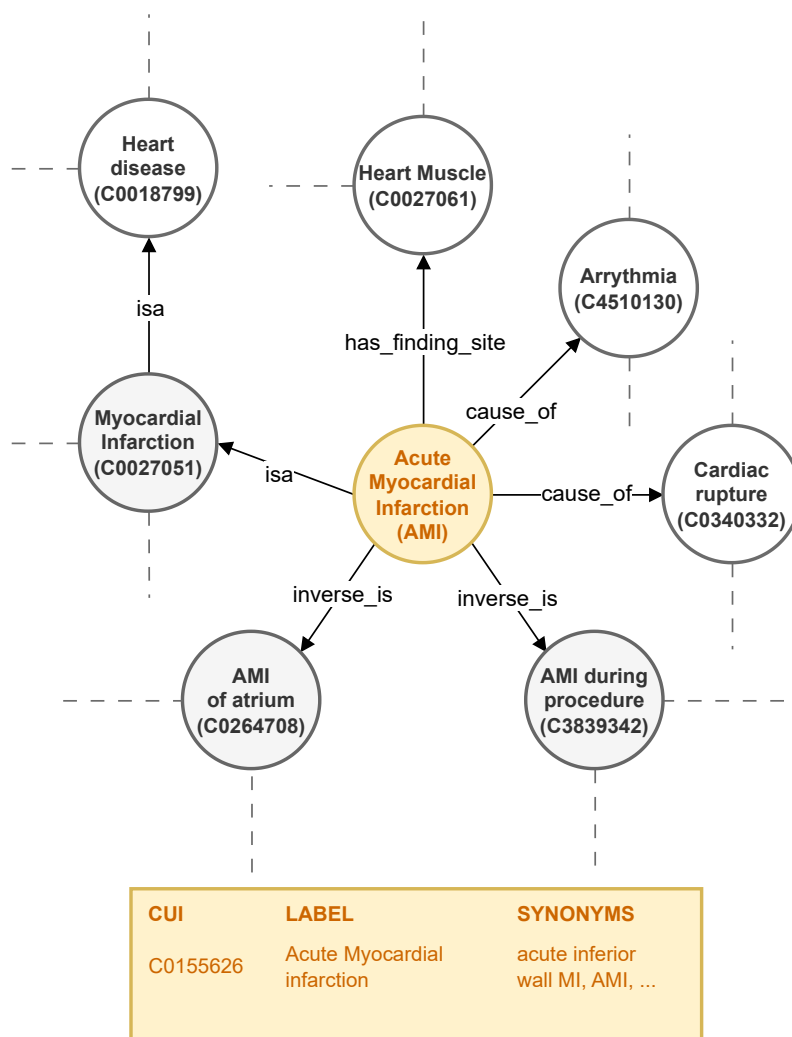 Heart
disease
(C0018799)
Heart Muscle
(C0027061)
Arrythmia
(C4510130)
isa
has_finding_site
Myocardial
Infarction
(C0027051)
cause_of
isa
Acute
Myocardial
Infarction
(AMI)
cause_of
Cardiac
rupture
(C0340332)
inverse_is
inverse_is
AMI
of atrium
(C0264708)
AMI during
procedure
(C3839342)
CUI
LABEL
SYNONYMS
C0155626
Acute Myocardial
infarction
acute inferior
wall MI, AMI, ...